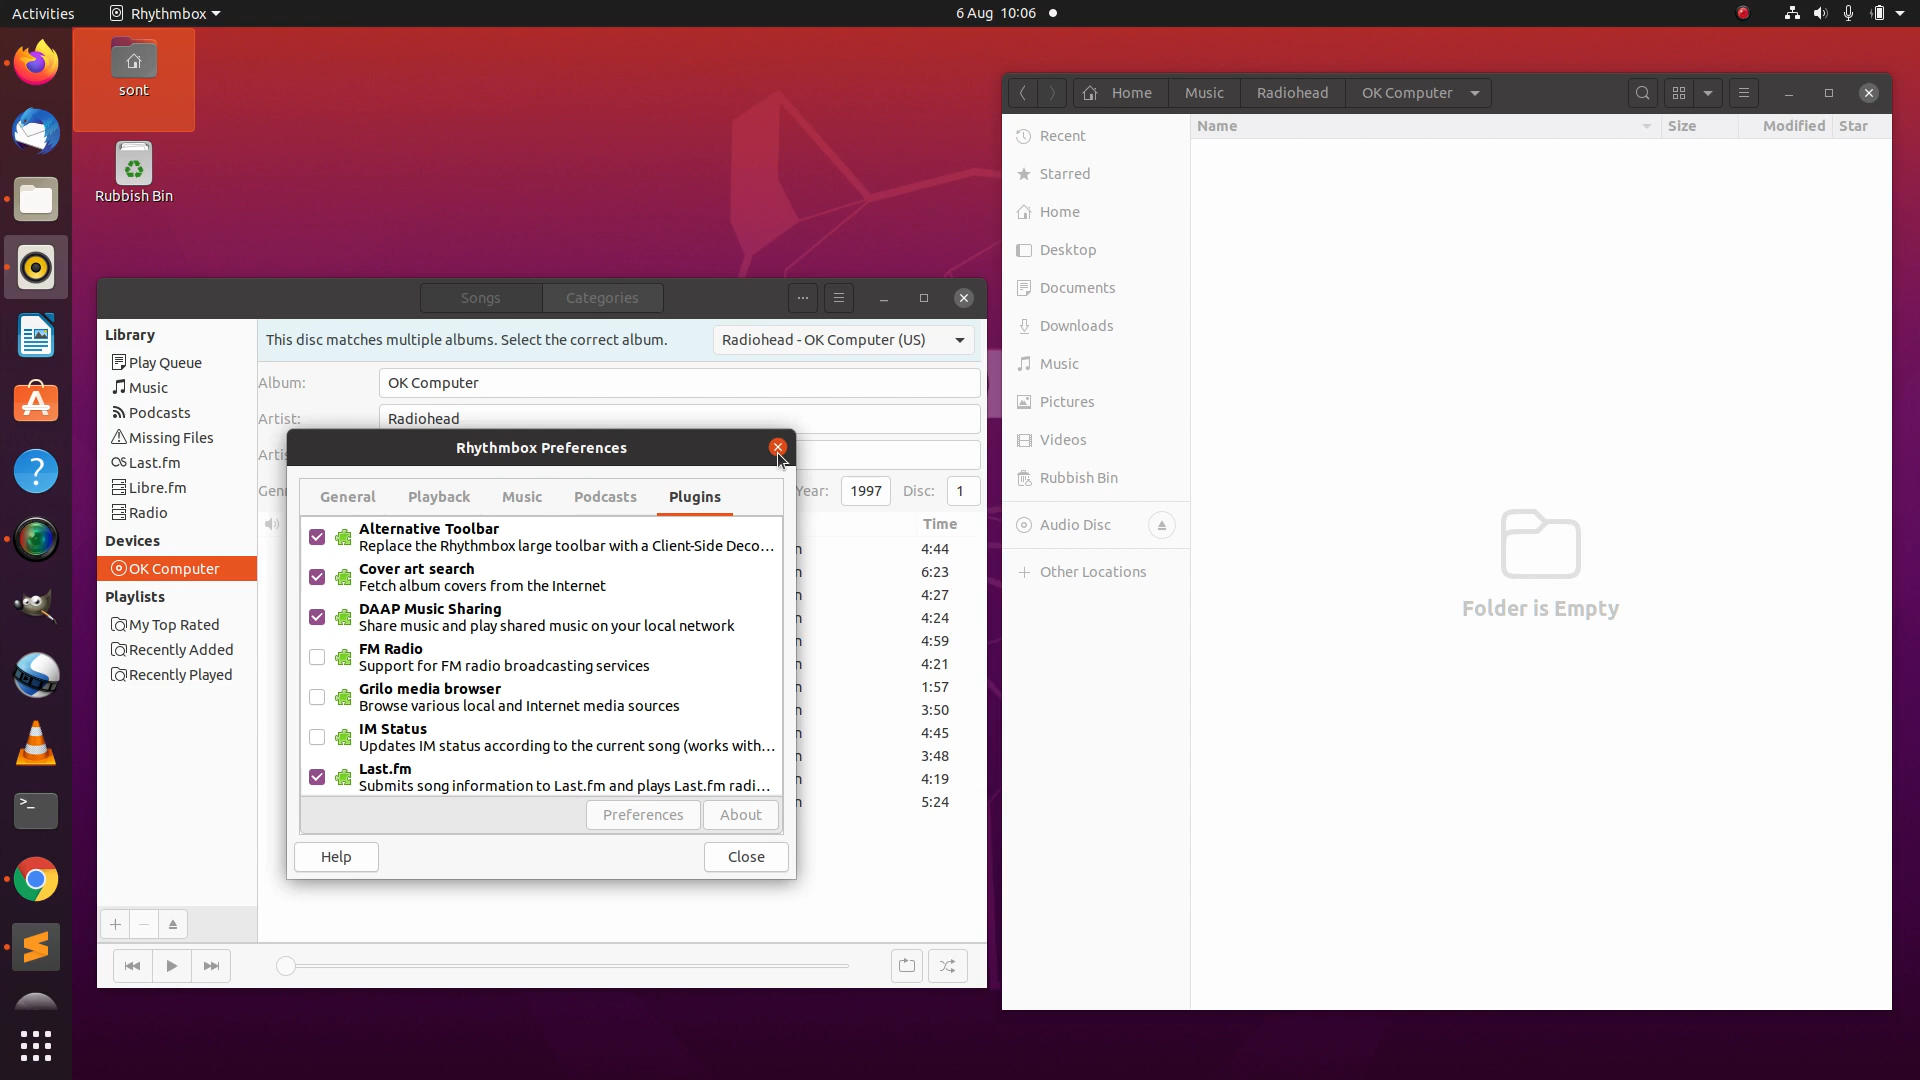 Activities
Rhythmbox
6 Aug 10:06
sont
Rubbish Bin
Songs
Categories
Library
Play Queue
Music
Podcasts
Missing Files
Last.fm
Libre.fm
Radio
Devices
OK Computer
Playlists
My Top Rated
Recently Added
Recently Played
This disc matches multiple albums. Select the correct album.
Radiohead - OK Computer (US)
Album:
OK Computer
Artist:
Radiohead
Year:
1997
Disc:
1
Time
4:44
6:23
4:27
4:24
4:59
4:21
1:57
3:50
4:45
3:48
4:19
5:24
Rhythmbox Preferences
General
Playback
Music
Podcasts
Plugins
Alternative Toolbar
Replace the Rhythmbox large toolbar with a Client-Side Deco...
Cover art search
Fetch album covers from the Internet
DAAP Music Sharing
Share music and play shared music on your local network
FM Radio
Support for FM radio broadcasting services
Grilo media browser
Browse various local and Internet media sources
IM Status
Updates IM status according to the current song (works with...
Last.fm
Submits song information to Last.fm and plays Last.fm radi...
Preferences
About
Help
Close
Home
Music
Radiohead
OK Computer
Recent
Starred
Home
Desktop
Documents
Downloads
Music
Pictures
Videos
Rubbish Bin
Audio Disc
Other Locations
Name
Size
Modified
Star
Folder is Empty